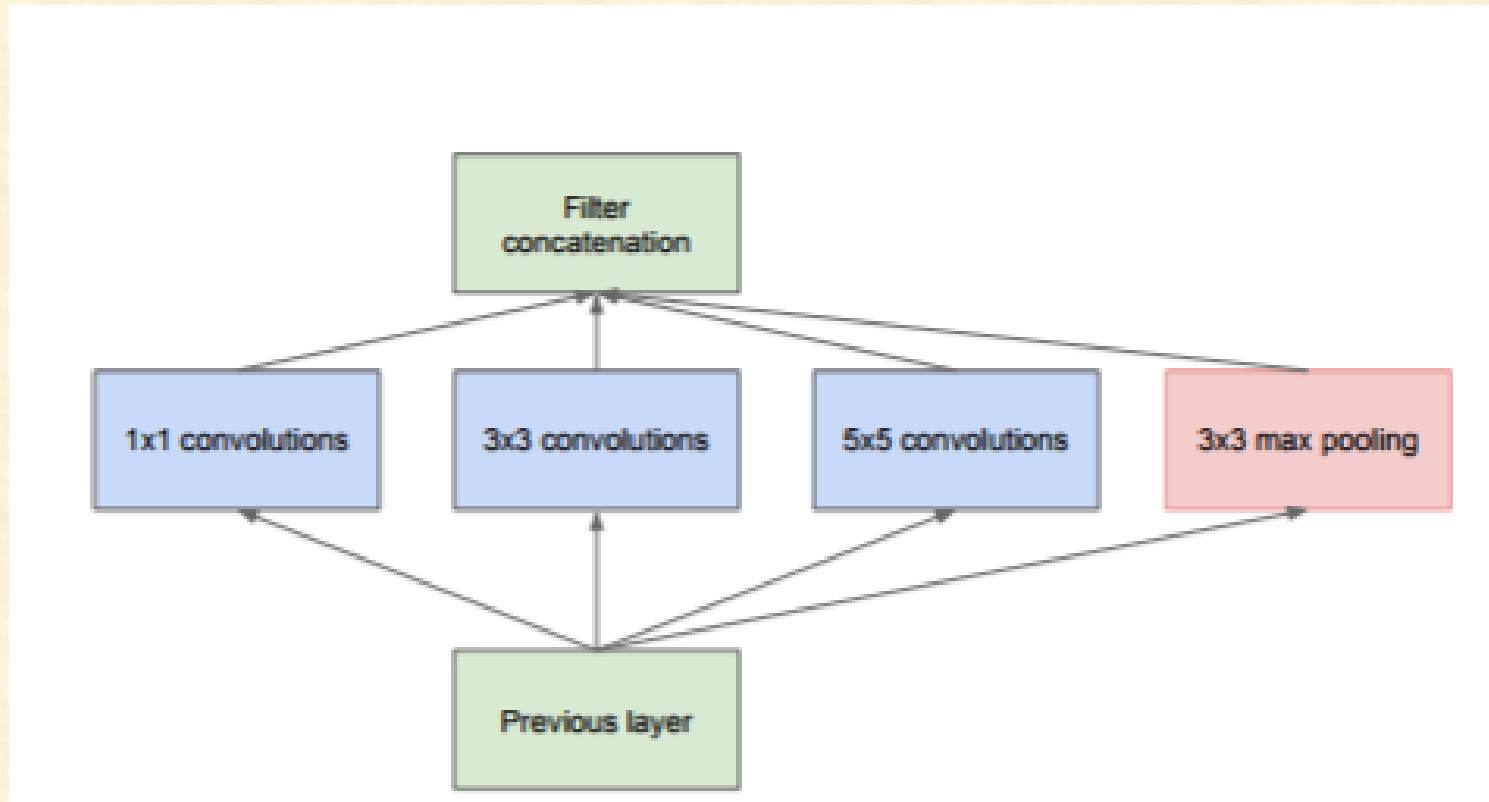 Filter
concatenation
1x1 convolutions
3x3 convolutions
5x5 convolutions
3x3 max pooling
Previous layer